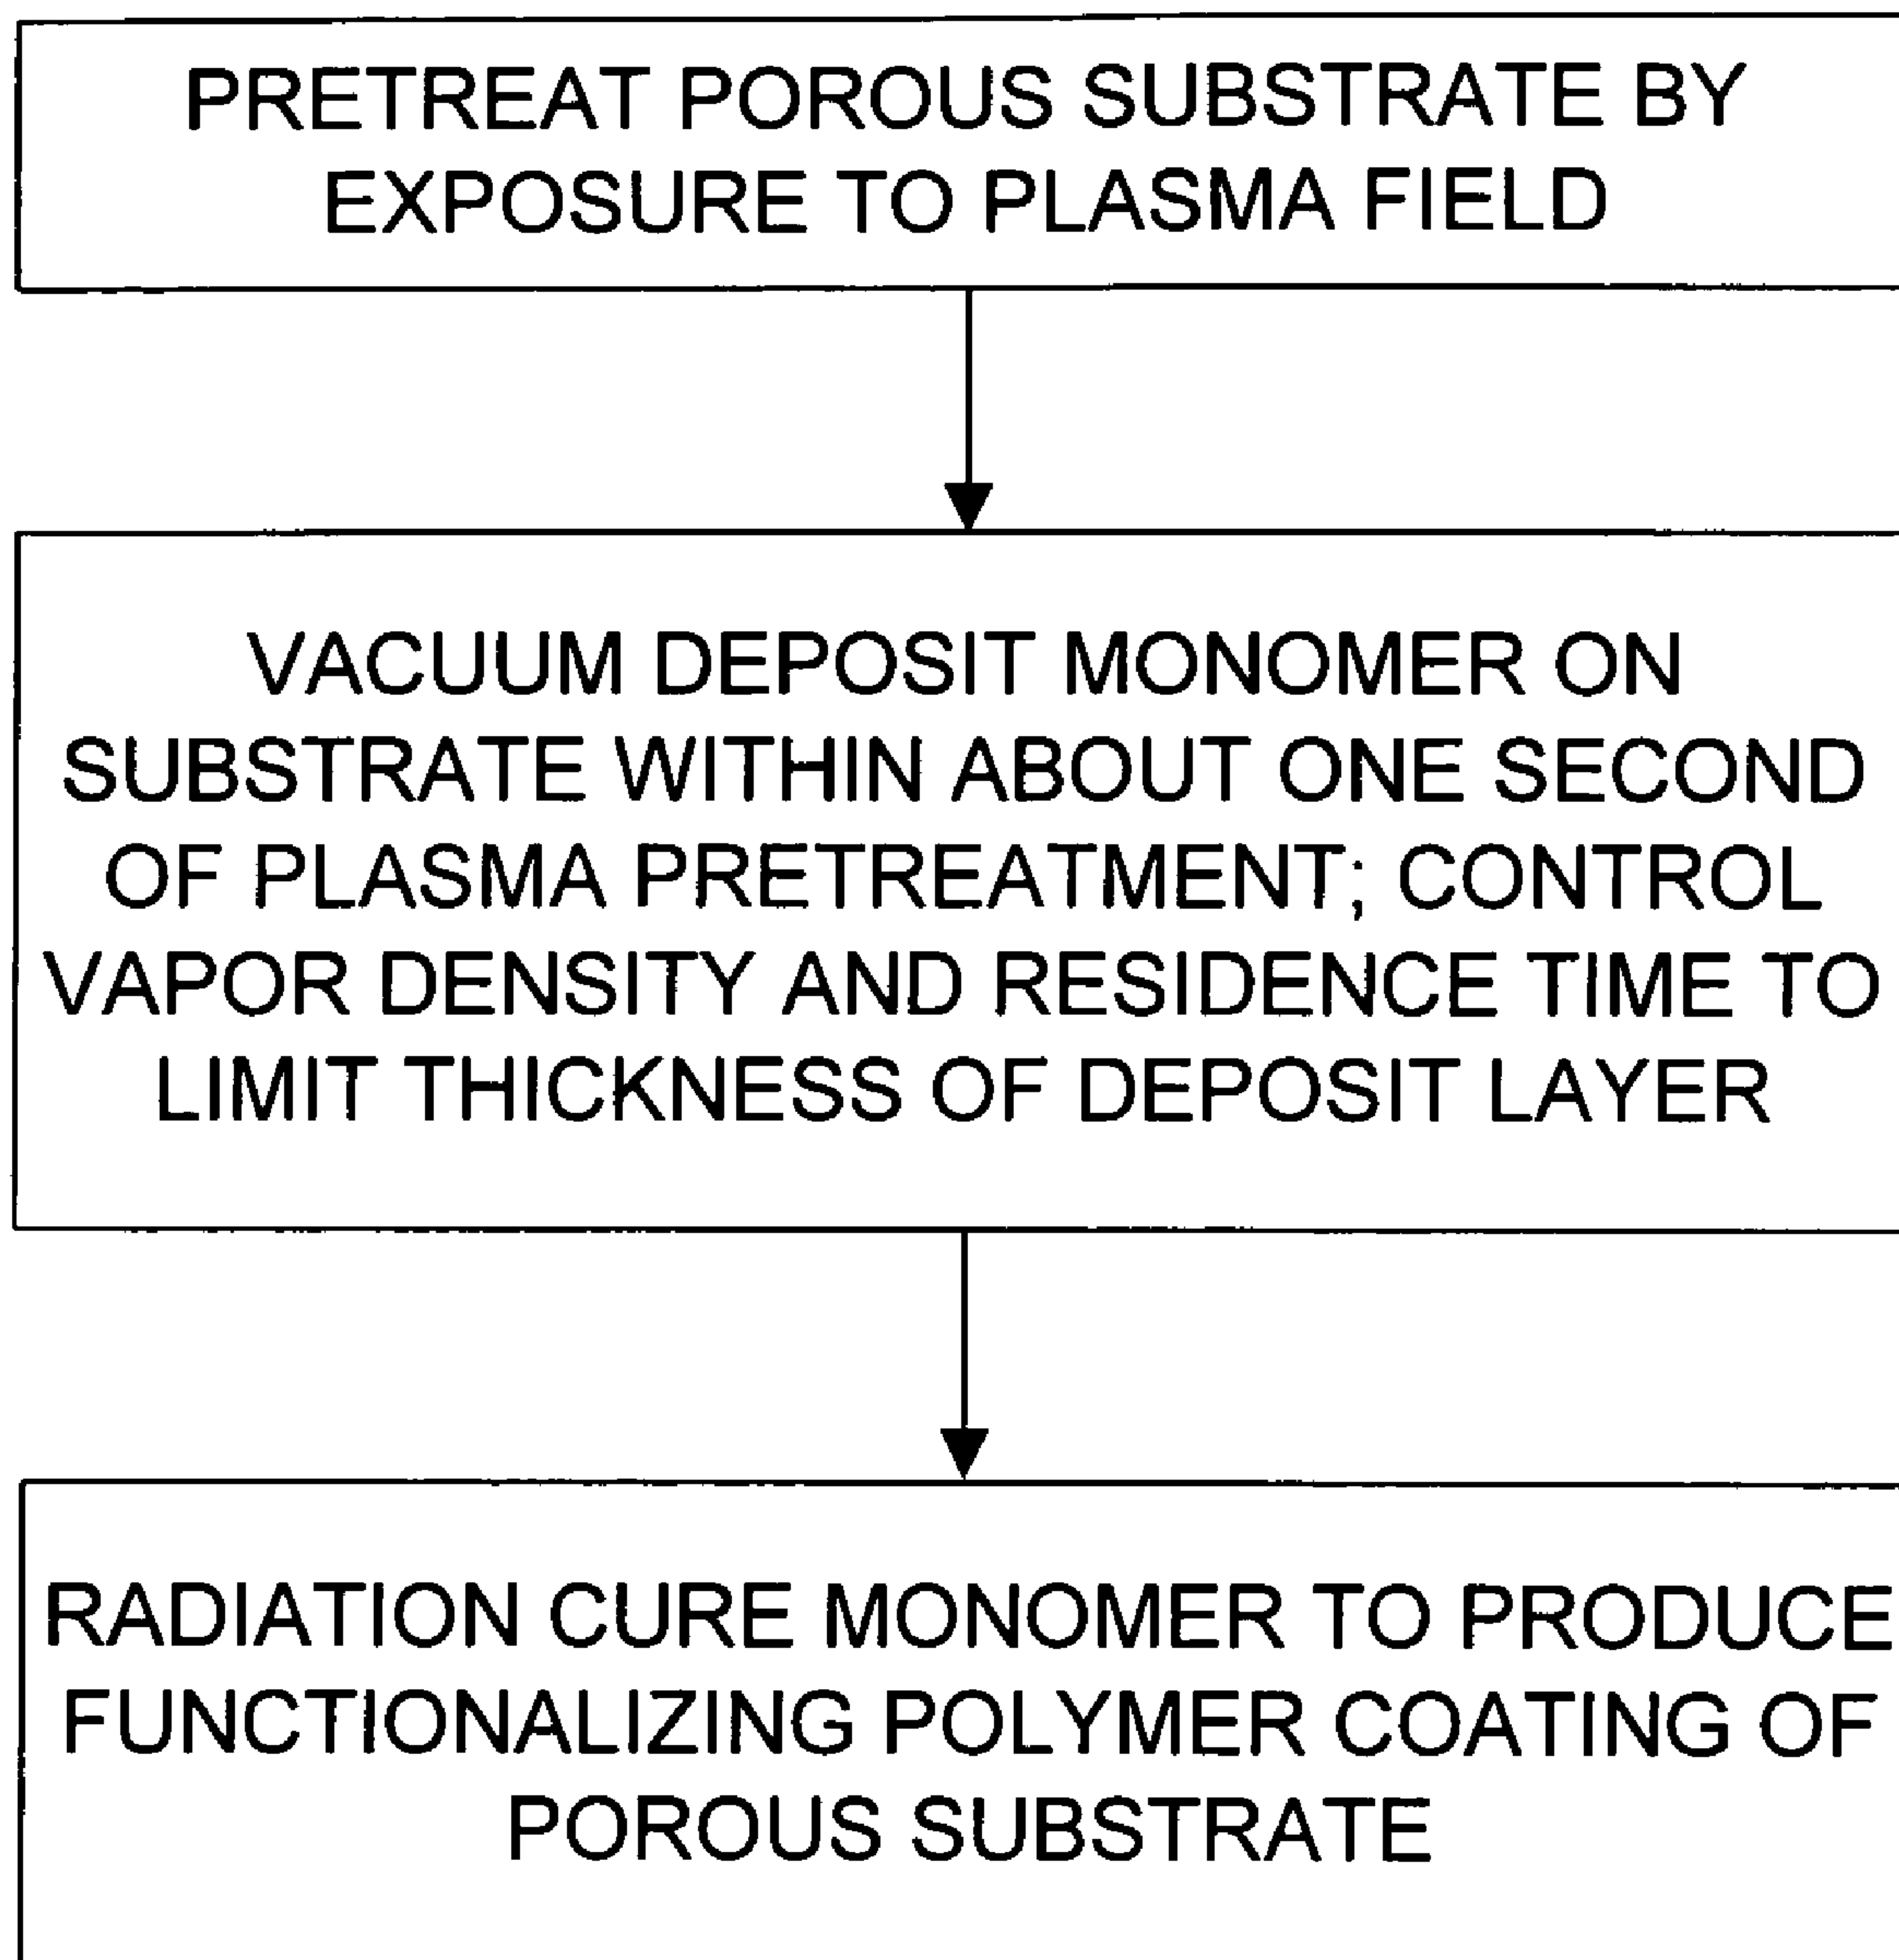 PRETREAT POROUS SUBSTRATE BY
EXPOSURE TO PLASMA FIELD
VACUUM DEPOSIT MONOMER ON
SUBSTRATE WITHIN ABOUT ONE SECOND
OF PLASMA PRETREATMENT; CONTROL
VAPOR DENSITY AND RESIDENCE TIME TO
LIMIT THICKNESS OF DEPOSIT LAYER
RADIATION CURE MONOMER TO PRODUCE
FUNCTIONALIZING POLYMER COATING OF
POROUS SUBSTRATE